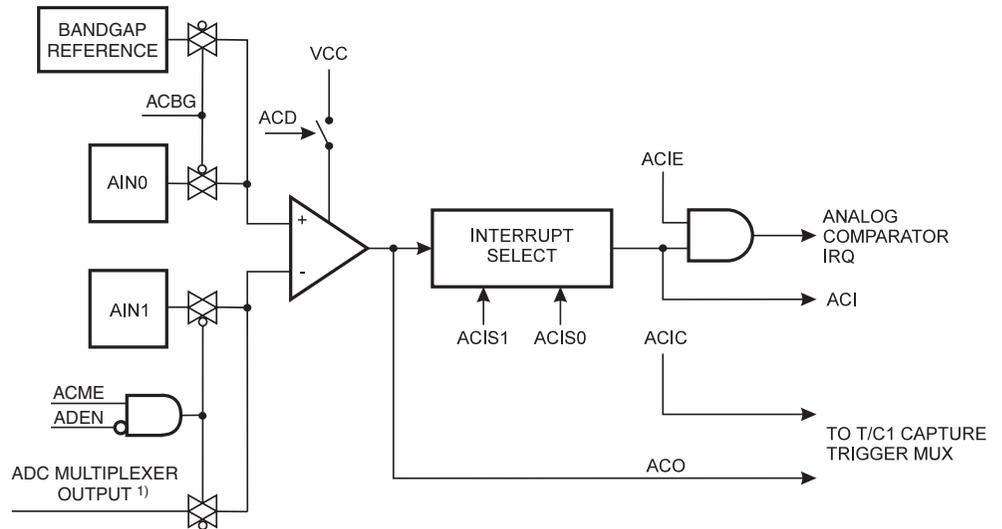 BANDGAP
REFERENCE
VCC
ACBG
ACD
AIN0
ACIE
+
INTERRUPT
SELECT
ANALOG
COMPARATOR
IRQ
-
AIN1
ACI
ACIS1
ACIS0
ACIC
ACME
ADEN
TO T/C1 CAPTURE
TRIGGER MUX
ACO
ADC MULTIPLEXER
OUTPUT 1)